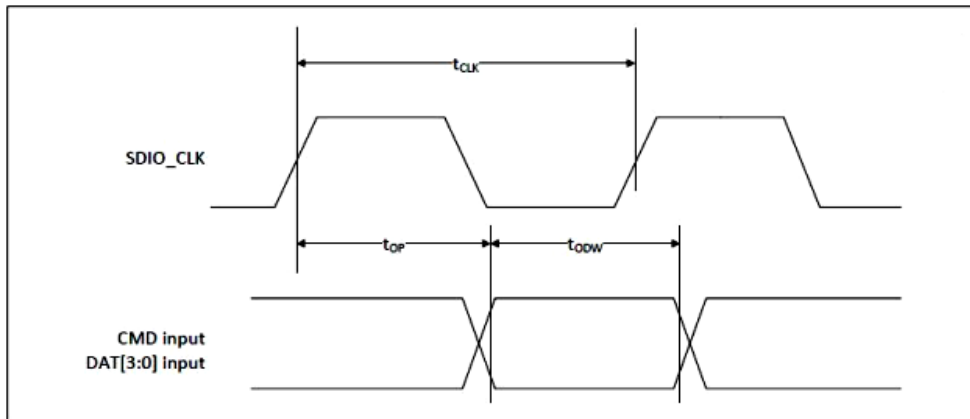 tCLK
SDIO_CLK
tOP
tODW
CMD input
DAT[3:0] input